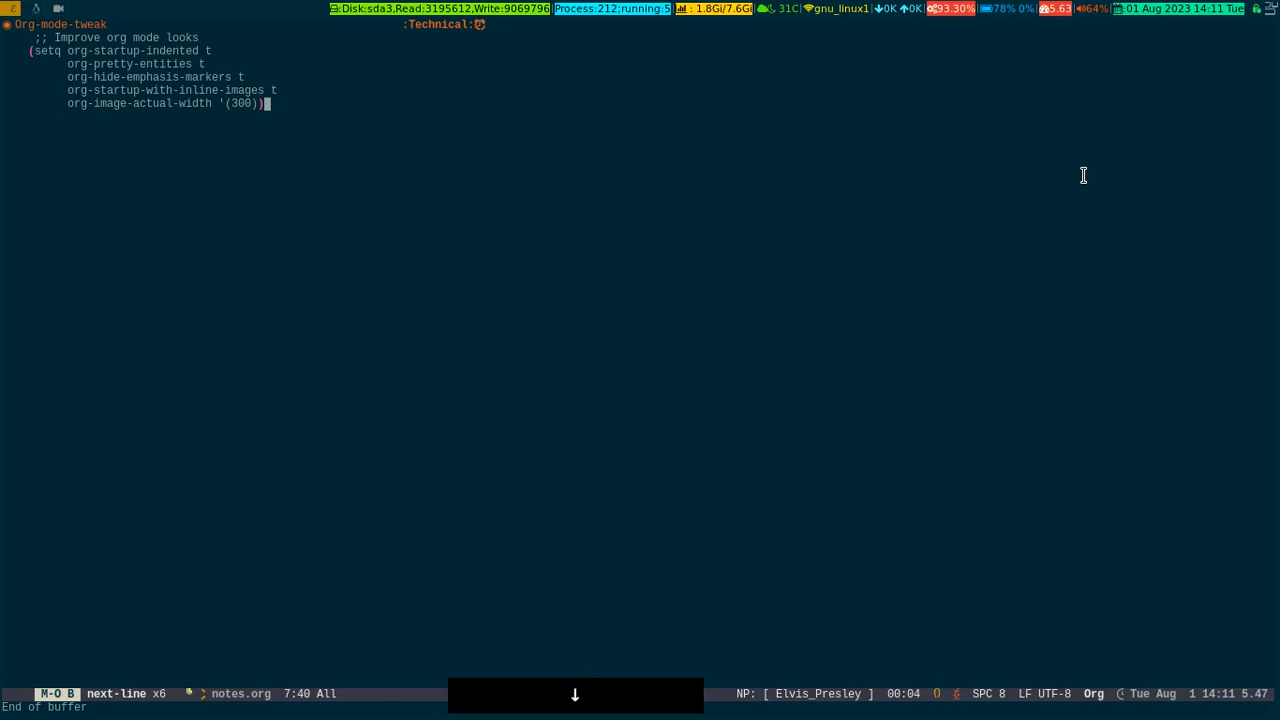 Disk:sda3,Read:3195612,Write:9069796 Process:212;running:5 : 1.8Gi/7.6Gi 31C gnu_linux1 0K 0K 93.30% 78% 0% 5.63 64% :01 Aug 2023 14:11 Tue
Org-mode-tweak :Technical:
;; Improve org mode looks
(setq org-startup-indented t
org-pretty-entities t
org-hide-emphasis-markers t
org-startup-with-inline-images t
org-image-actual-width '(300))
M-O B next-line x6 notes.org 7:40 All ↓ NP: [ Elvis_Presley ] 00:04 SPC 8 LF UTF-8 Org Tue Aug 1 14:11 5.47
End of buffer